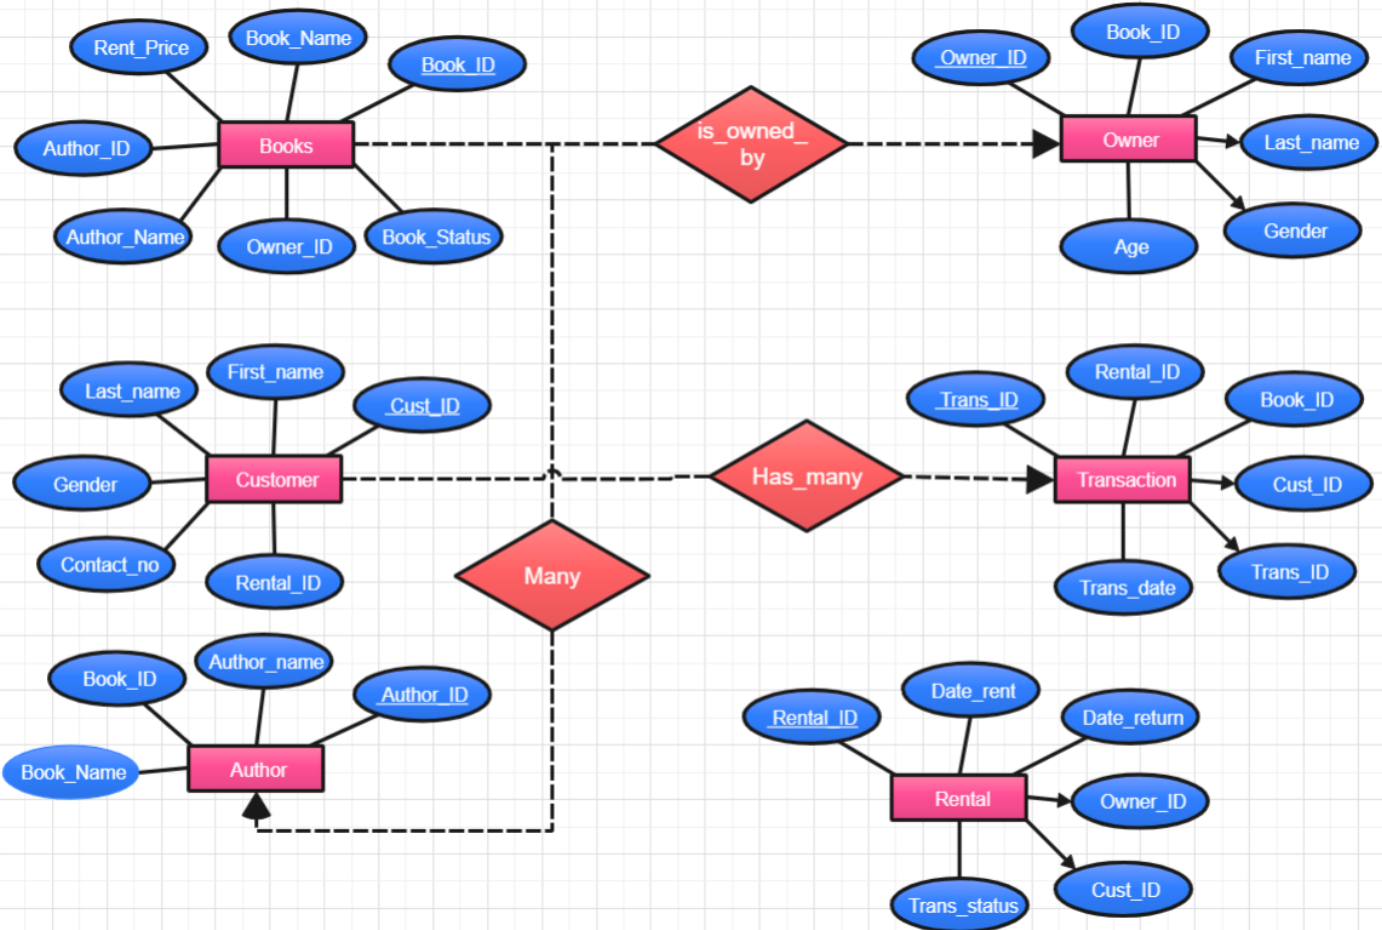 Rent_Price
Book_Name
Book_ID
Author_ID
Books
Author_Name
Owner_ID
Book_Status
is_owned_
by
Owner_ID
Book_ID
First_name
Owner
Last_name
Gender
Age
Last_name
First_name
Cust_ID
Gender
Customer
Contact_no
Rental_ID
Has_many
Trans_ID
Rental_ID
Book_ID
Transaction
Cust_ID
Trans_ID
Trans_date
Many
Book_ID
Author_name
Author_ID
Book_Name
Author
Rental_ID
Date_rent
Date_return
Rental
Owner_ID
Cust_ID
Trans_status